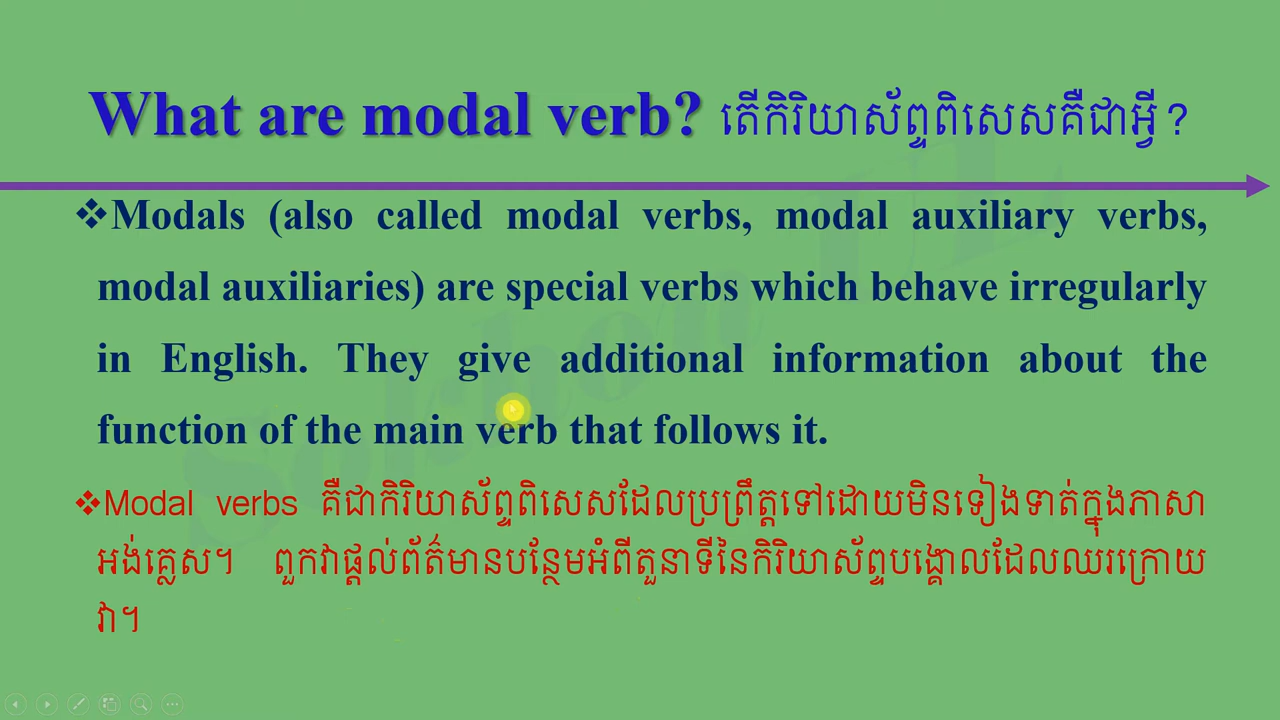 What are modal verb? តើកិរិយាស័ព្ទពិសេសគឺជាអ្វី?
❖Modals (also called modal verbs, modal auxiliary verbs,
modal auxiliaries) are special verbs which behave irregularly
in English. They give additional information about the
function of the main verb that follows it.
❖Modal verbs គឺជាកិរិយាស័ព្ទពិសេសដែលប្រព្រឹត្តទៅដោយមិនទៀងទាត់ក្នុងភាសា
អង់គ្លេស។ ពួកវាផ្តល់ព័ត៌មានបន្ថែមអំពីតួនាទីនៃកិរិយាស័ព្ទបង្គោលដែលឈរក្រោយ
វា។